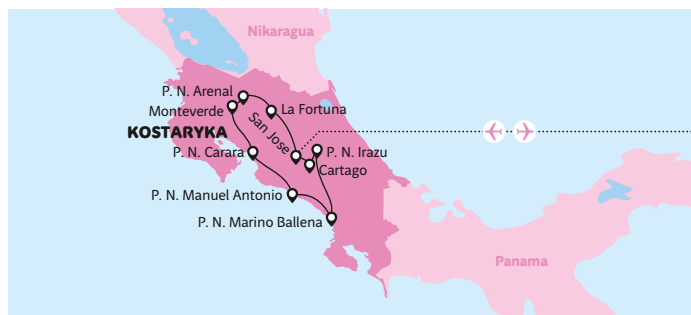 Nikaragua
P. N. Arenal
Monteverde
La Fortuna
KOSTARYKA
San Jose
P. N. Carara
P. N. Irazu
Cartago
P. N. Manuel Antonio
P. N. Marino Ballena
Panama